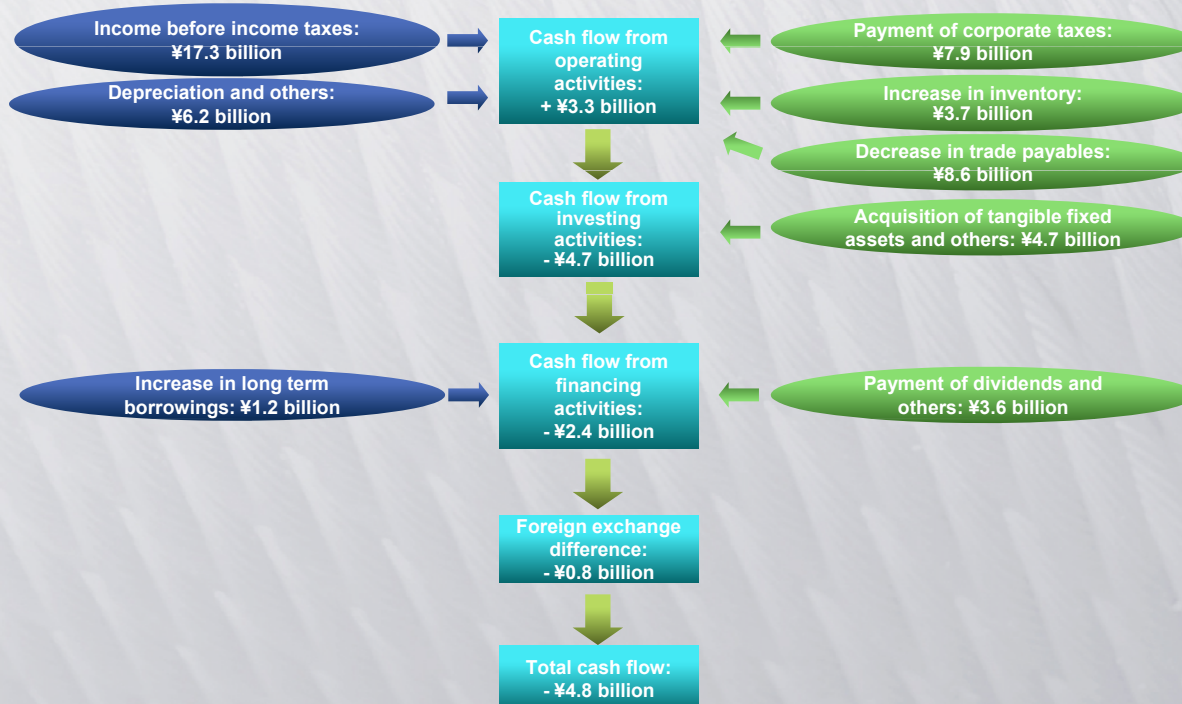 Income before income taxes:
¥17.3 billion
Depreciation and others:
¥6.2 billion
Cash flow from
operating
activities:
+ ¥3.3 billion
Payment of corporate taxes:
¥7.9 billion
Increase in inventory:
¥3.7 billion
Decrease in trade payables:
¥8.6 billion
Cash flow from
investing
activities:
- ¥4.7 billion
Acquisition of tangible fixed
assets and others: ¥4.7 billion
Increase in long term
borrowings: ¥1.2 billion
Cash flow from
financing
activities:
- ¥2.4 billion
Payment of dividends and
others: ¥3.6 billion
Foreign exchange
difference:
- ¥0.8 billion
Total cash flow:
- ¥4.8 billion